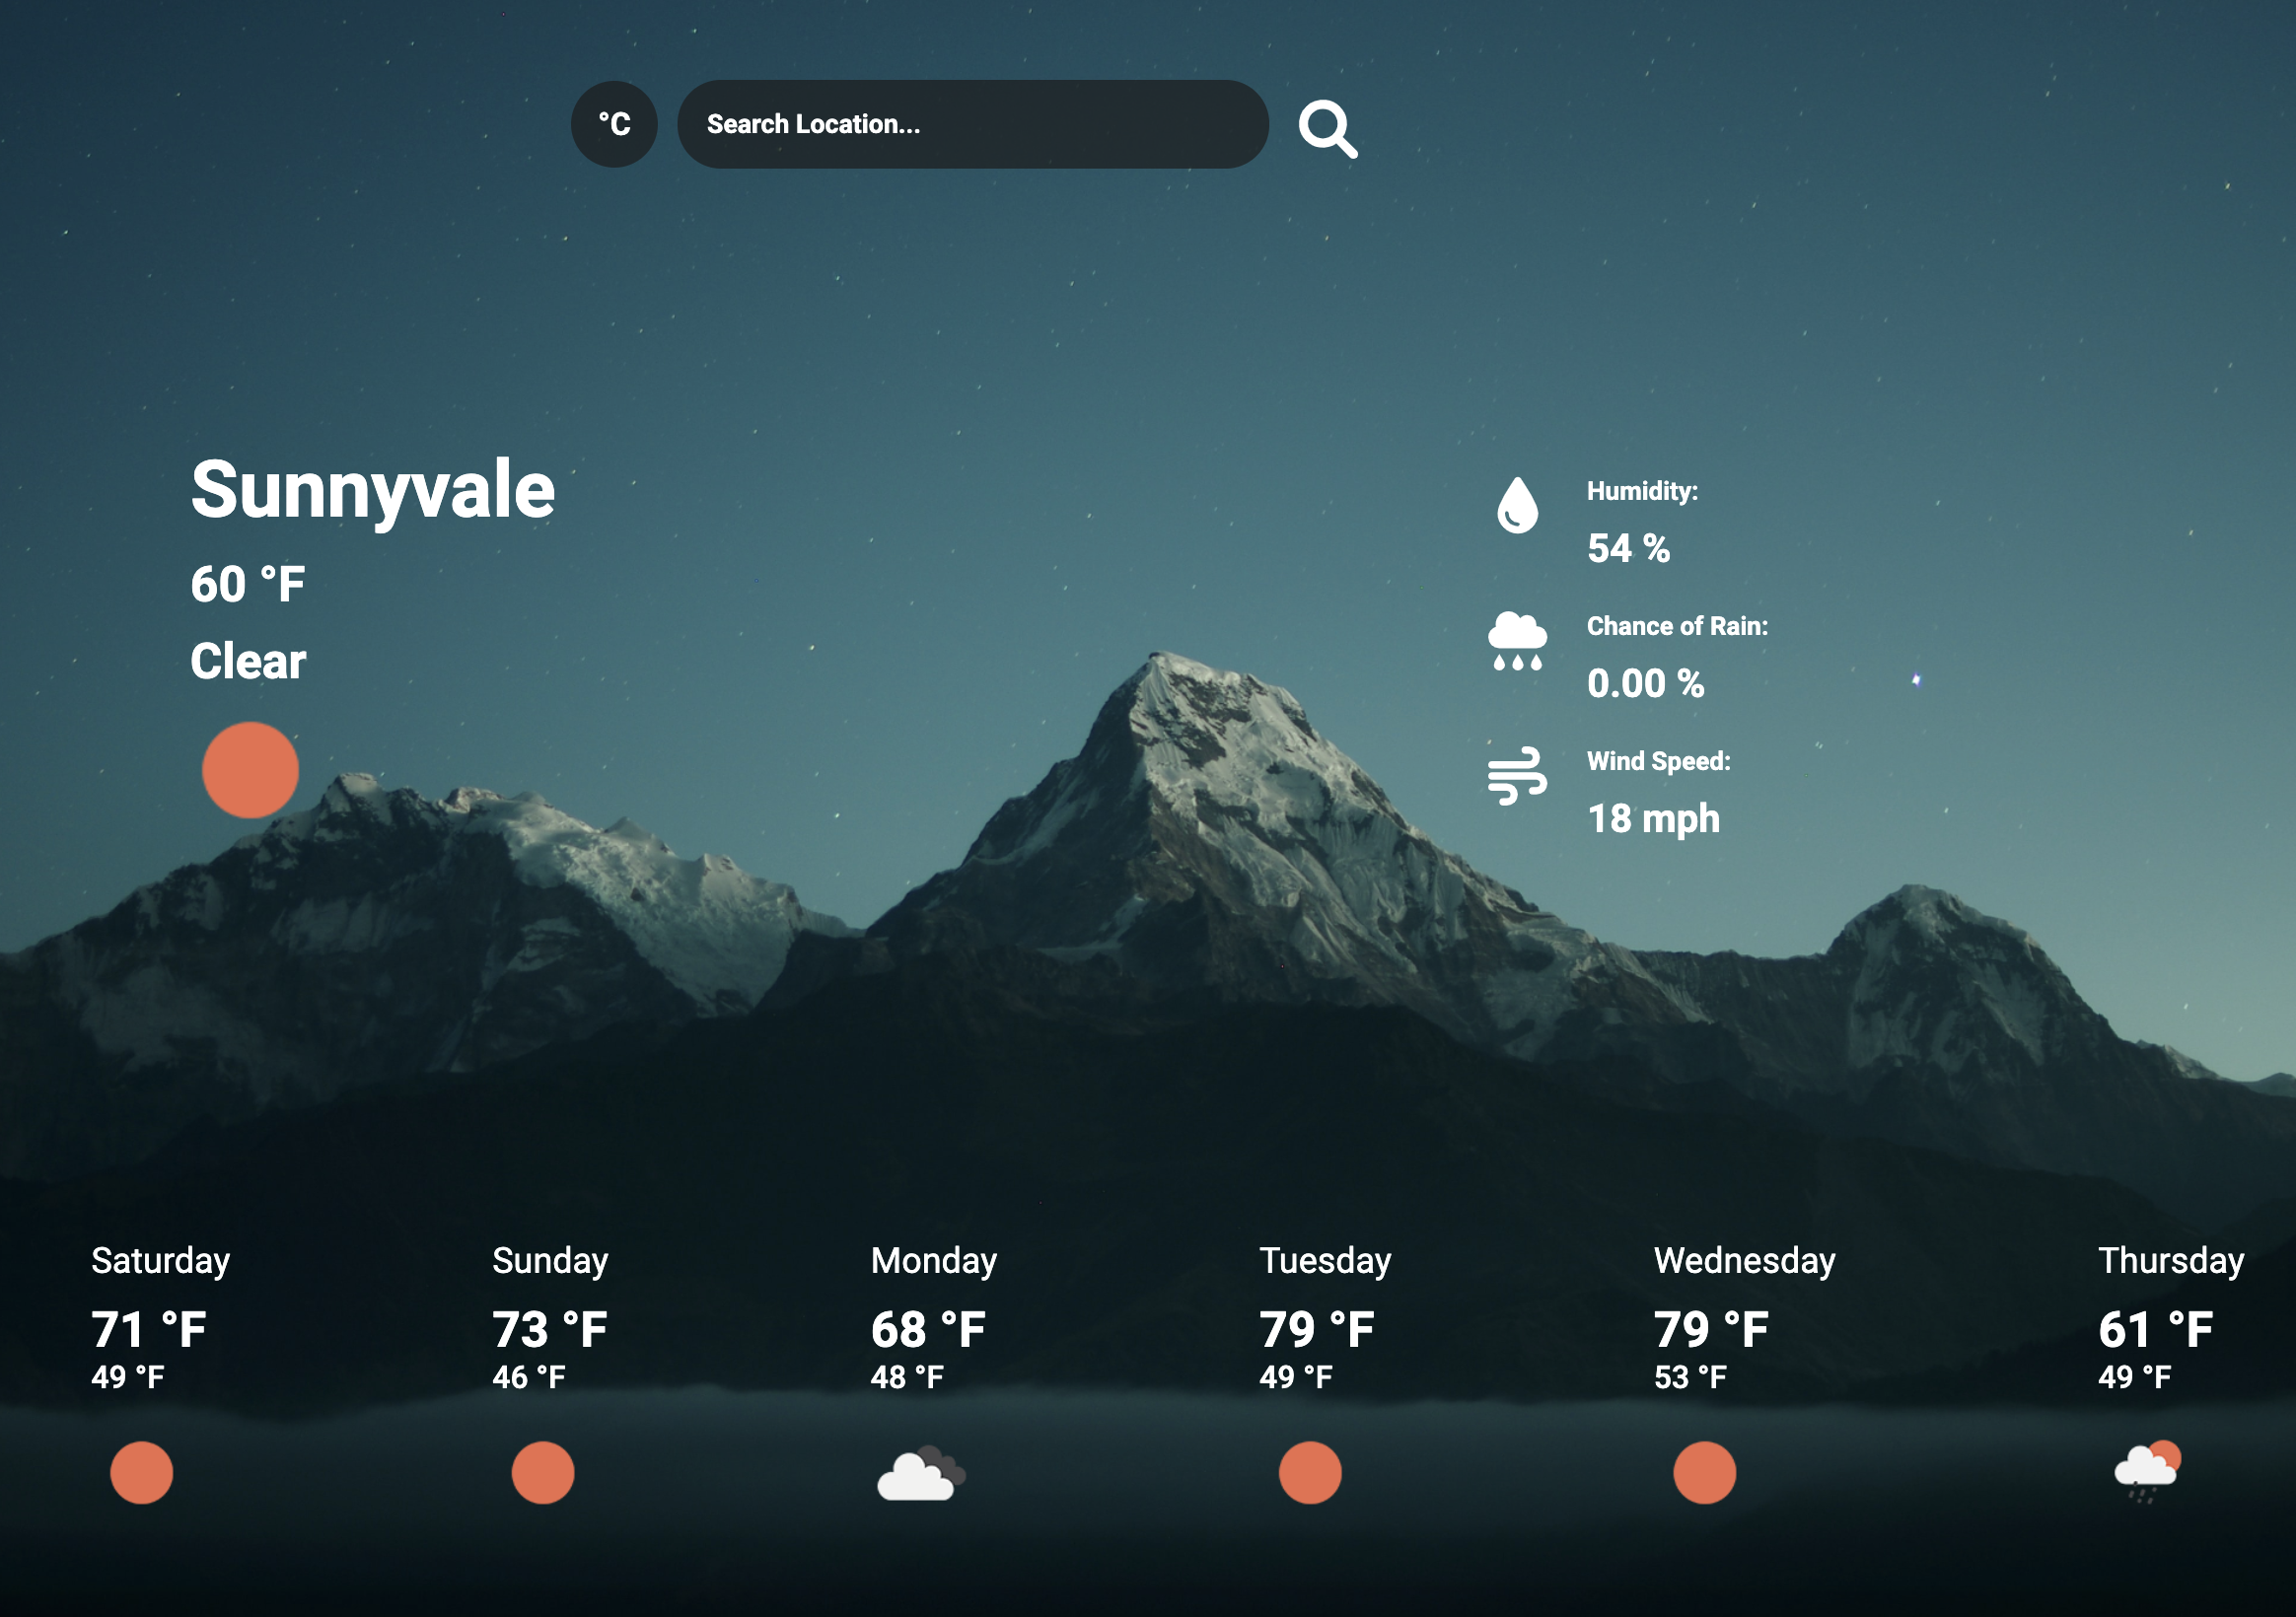 °C
Search Location...
Sunnyvale
60 °F
Clear
Humidity:
54 %
Chance of Rain:
0.00 %
Wind Speed:
18 mph
Saturday
71 °F
49 °F
Sunday
73 °F
46 °F
Monday
68 °F
48 °F
Tuesday
79 °F
49 °F
Wednesday
79 °F
53 °F
Thursday
61 °F
49 °F